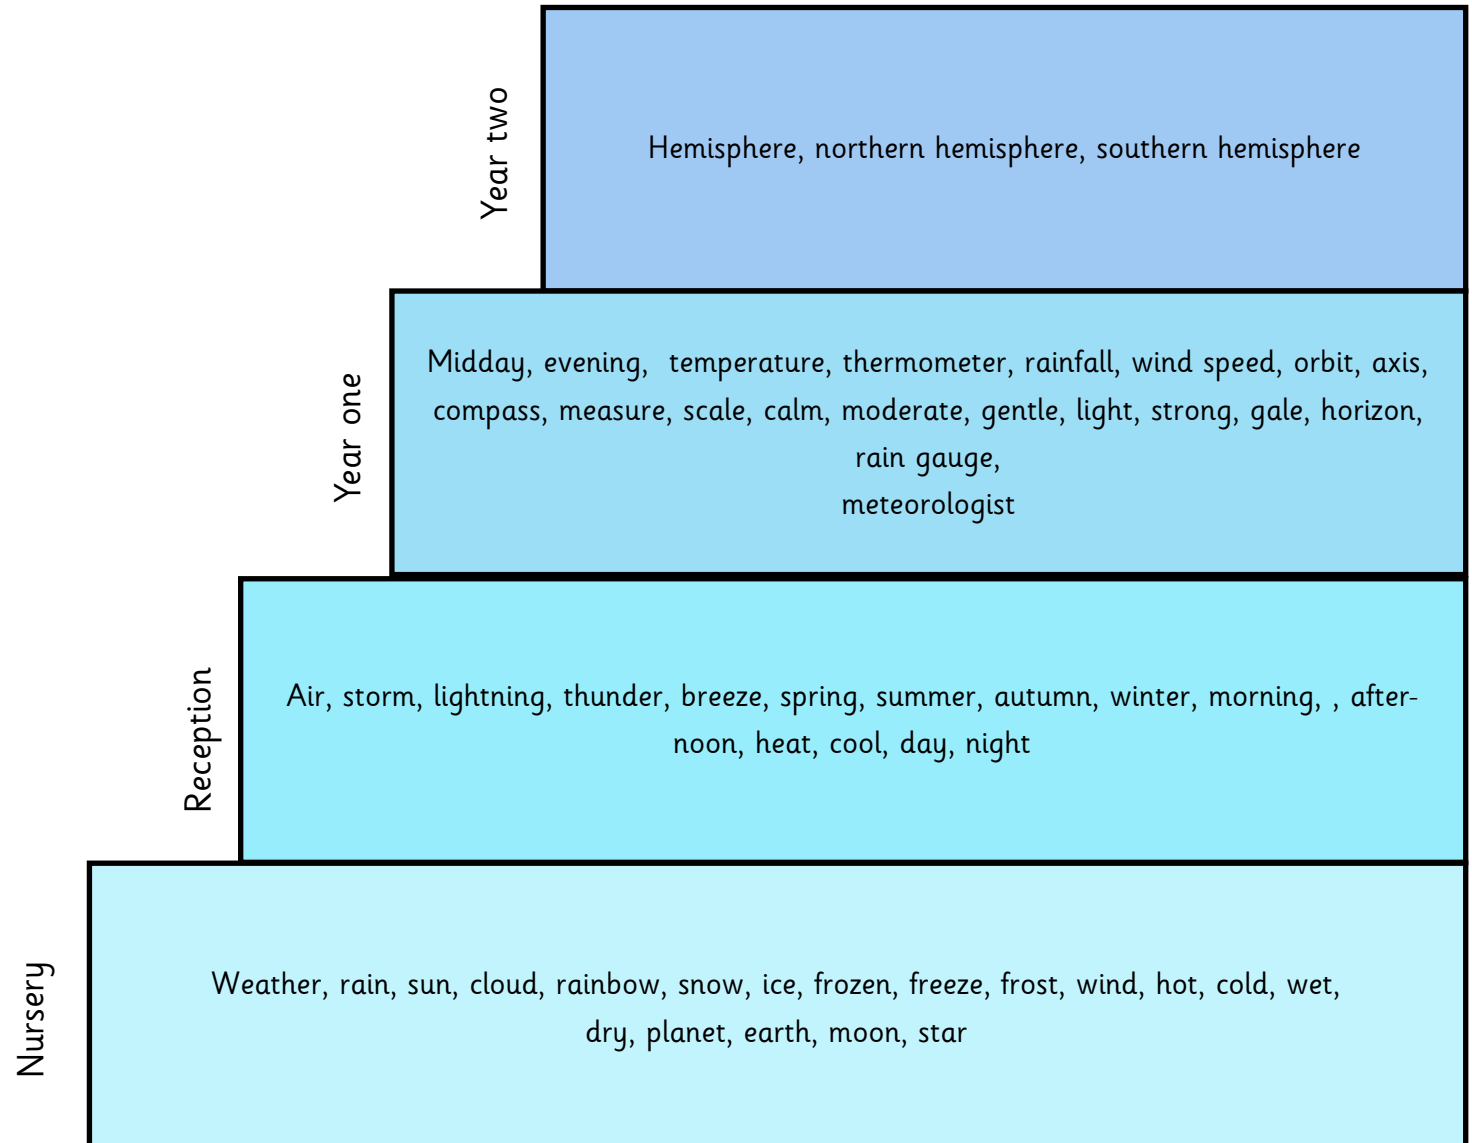 Year two
Hemisphere, northern hemisphere, southern hemisphere
Year one
Midday, evening,  temperature, thermometer, rainfall, wind speed, orbit, axis,
compass, measure, scale, calm, moderate, gentle, light, strong, gale, horizon,
rain gauge,
meteorologist
Reception
Air, storm, lightning, thunder, breeze, spring, summer, autumn, winter, morning, , after-
noon, heat, cool, day, night
Nursery
Weather, rain, sun, cloud, rainbow, snow, ice, frozen, freeze, frost, wind, hot, cold, wet,
dry, planet, earth, moon, star